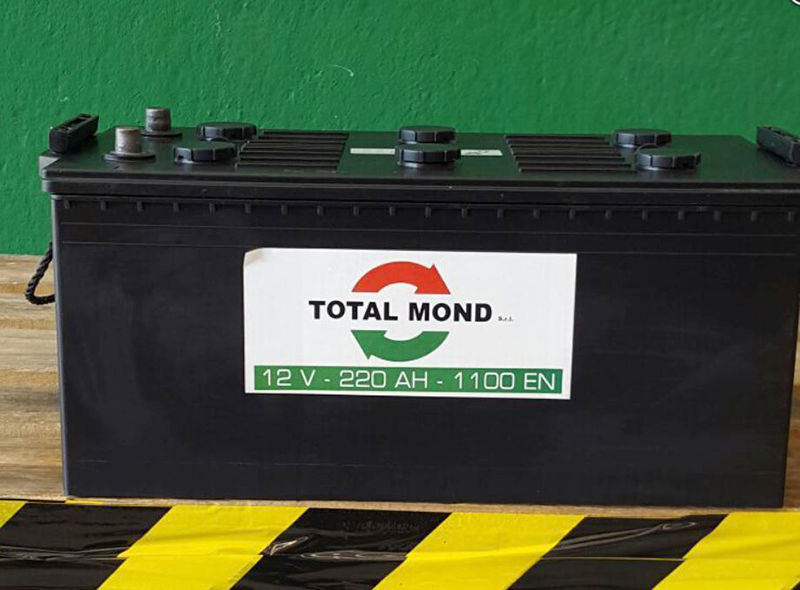 TOTAL MOND S.r.l.
12 V - 220 AH - 1100 EN